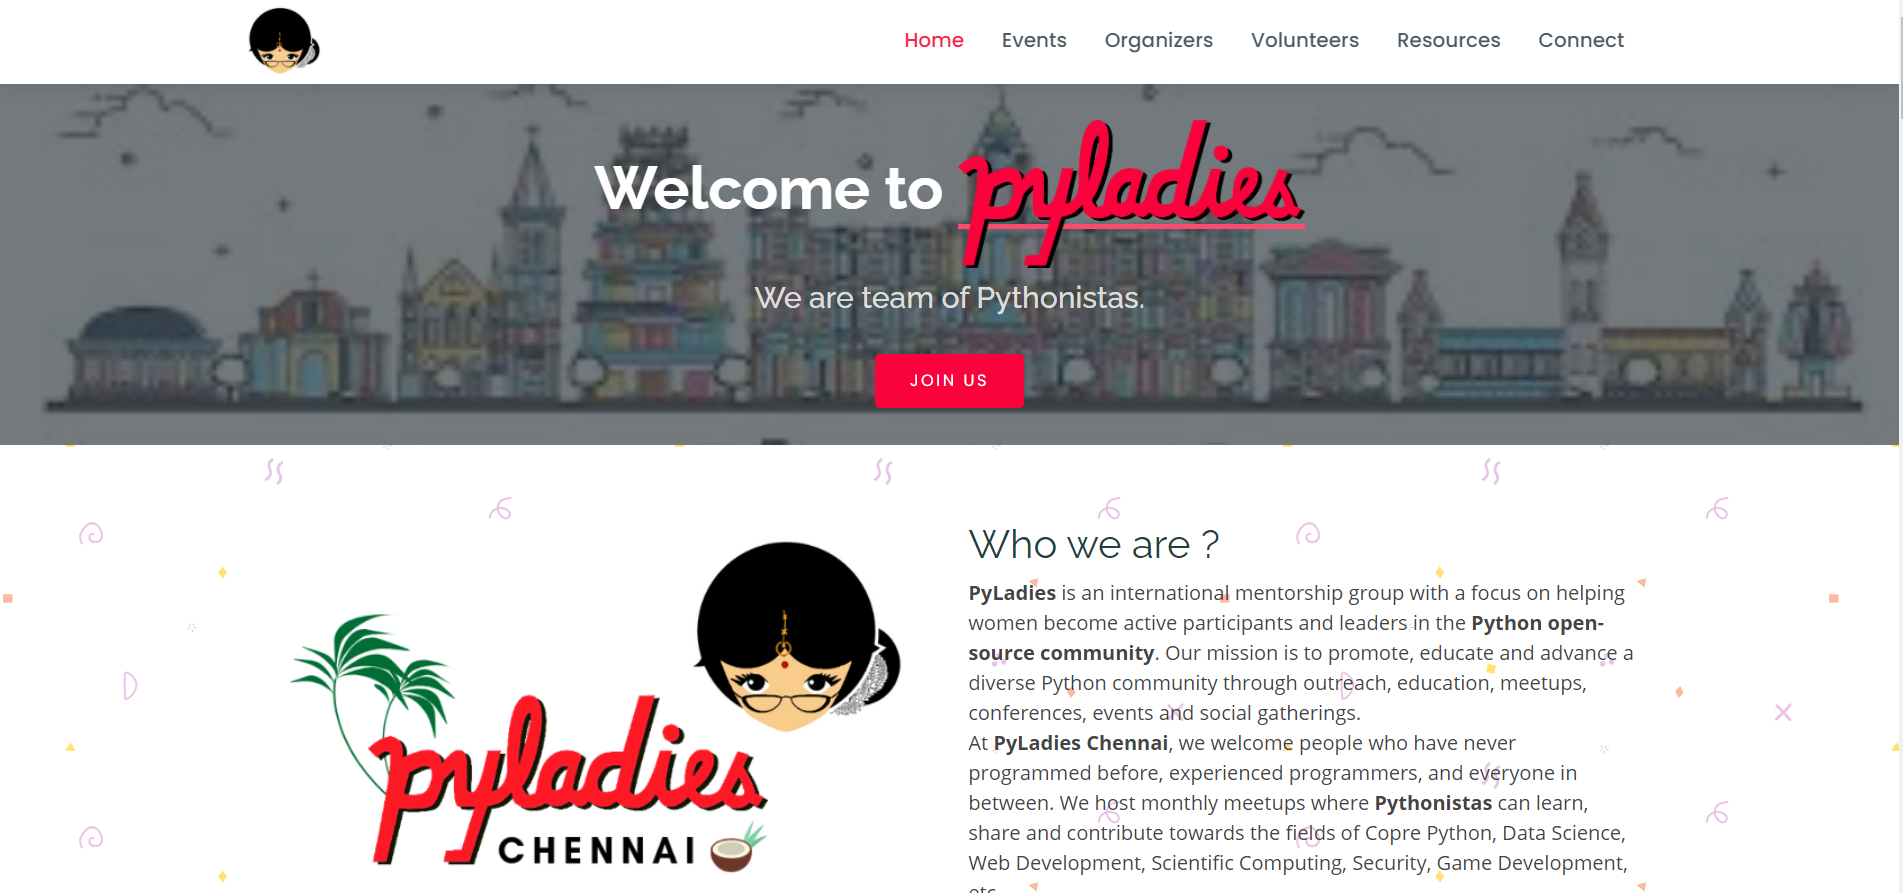 Home Events Organizers Volunteers Resources Connect
Welcome to pyladies
We are team of Pythonistas.
JOIN US
Who we are ?
PyLadies is an international mentorship group with a focus on helping
women become active participants and leaders in the Python open-
source community. Our mission is to promote, educate and advance a
diverse Python community through outreach, education, meetups,
conferences, events and social gatherings.
At PyLadies Chennai, we welcome people who have never
programmed before, experienced programmers, and everyone in
between. We host monthly meetups where Pythonistas can learn,
share and contribute towards the fields of Copre Python, Data Science,
Web Development, Scientific Computing, Security, Game Development,
etc
pyladies
CHENNAI